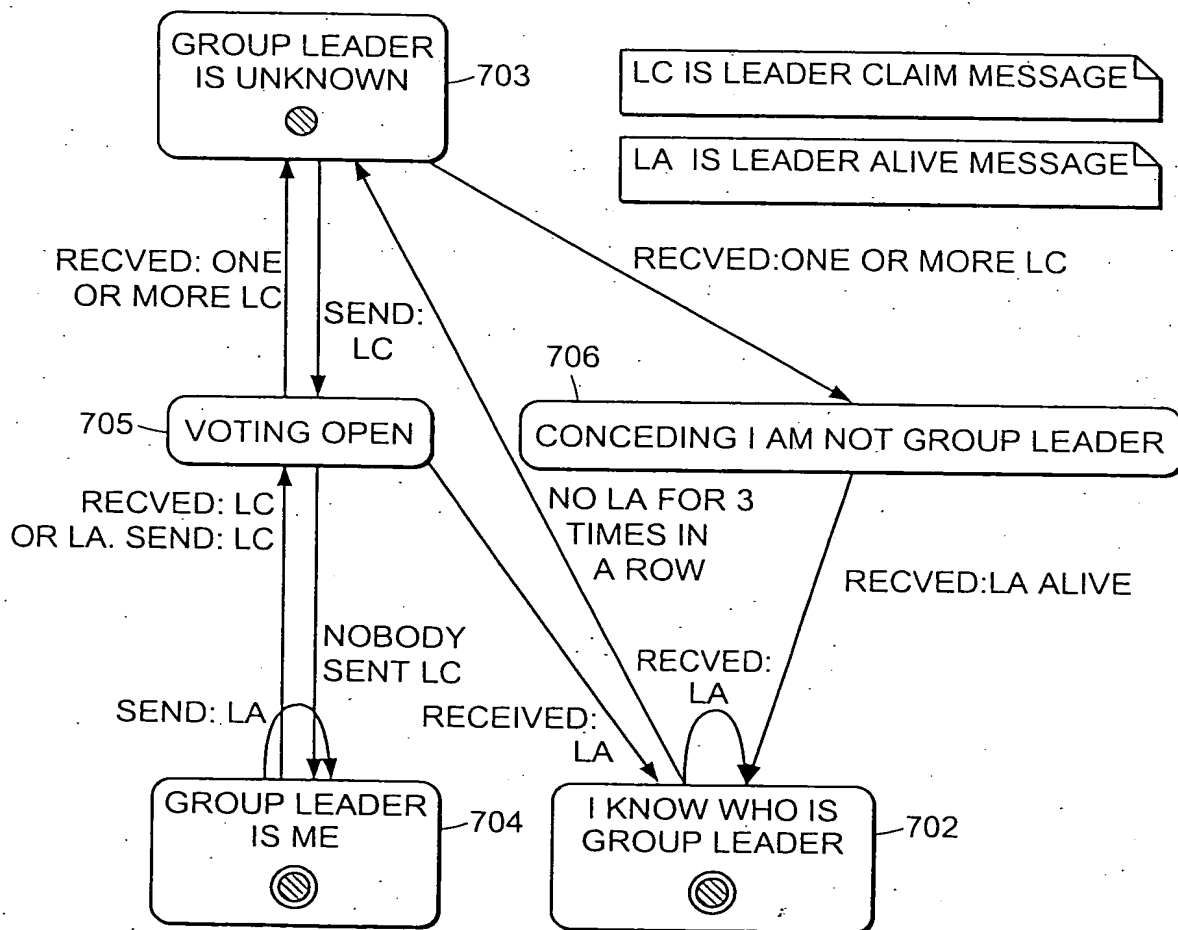 GROUP LEADER
IS UNKNOWN
703
LC IS LEADER CLAIM MESSAGE
LA IS LEADER ALIVE MESSAGE
RECVED: ONE
OR MORE LC
SEND:
LC
RECVED:ONE OR MORE LC
706
705
VOTING OPEN
CONCEDING I AM NOT GROUP LEADER
RECVED: LC
OR LA. SEND: LC
NO LA FOR 3
TIMES IN
A ROW
RECVED:LA ALIVE
NOBODY
SENT LC
RECVED:
LA
SEND: LA
RECEIVED:
LA
GROUP LEADER
IS ME
704
I KNOW WHO IS
GROUP LEADER
702